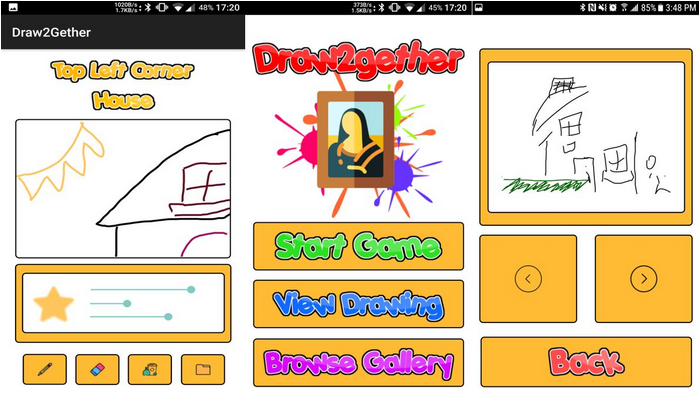 1020B/s
1.7KB/s
48% 17:20
Draw2Gether
Top Left Corner
House
373B/s
1.5KB/s
45% 17:20
Draw2gether
Start Game
View Drawing
Browse Gallery
85% 3:48 PM
Back